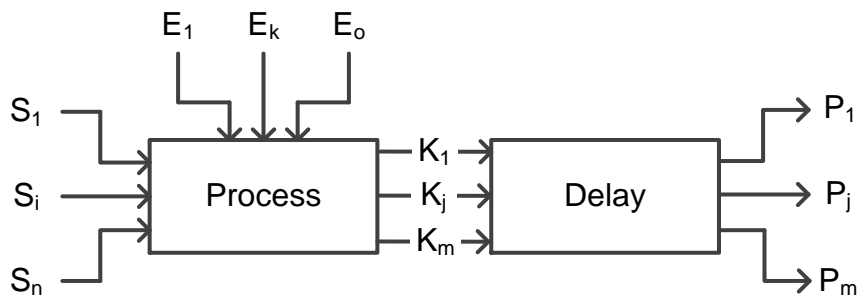 E₁ Eₖ Eₒ
S₁ K₁ P₁
Sᵢ Process Kⱼ Delay Pⱼ
Sₙ Kₘ Pₘ